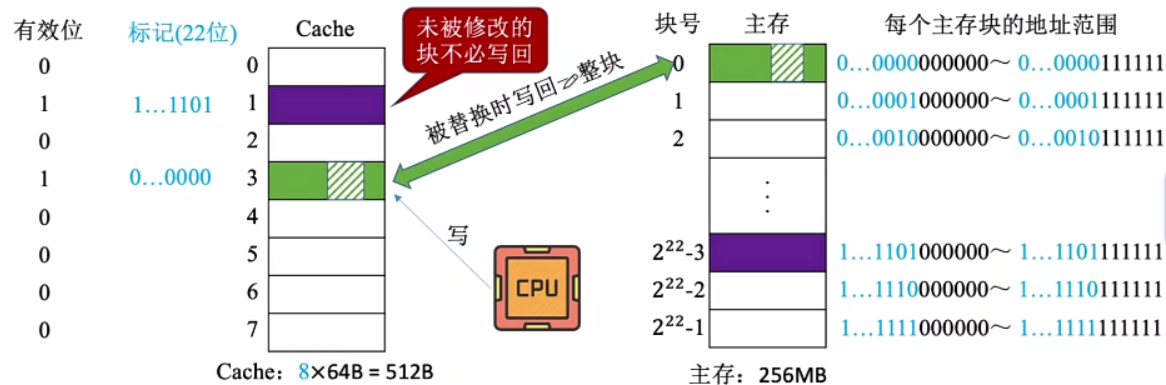 有效位 标记(22位) Cache
未被修改的
块不必写回
块号 主存 每个主存块的地址范围
0 0
1 1…1101 1
0 2
1 0…0000 3
0 4
0 5
0 6
0 7
被替换时写回 整块
写
CPU
0 0…0000000000～ 0…0000111111
1 0…0001000000～ 0…0001111111
2 0…0010000000～ 0…0010111111
⋮
2²²-3 1…1101000000～ 1…1101111111
2²²-2 1…1110000000～ 1…1110111111
2²²-1 1…1111000000～ 1…1111111111
Cache：8×64B = 512B
主存：256MB